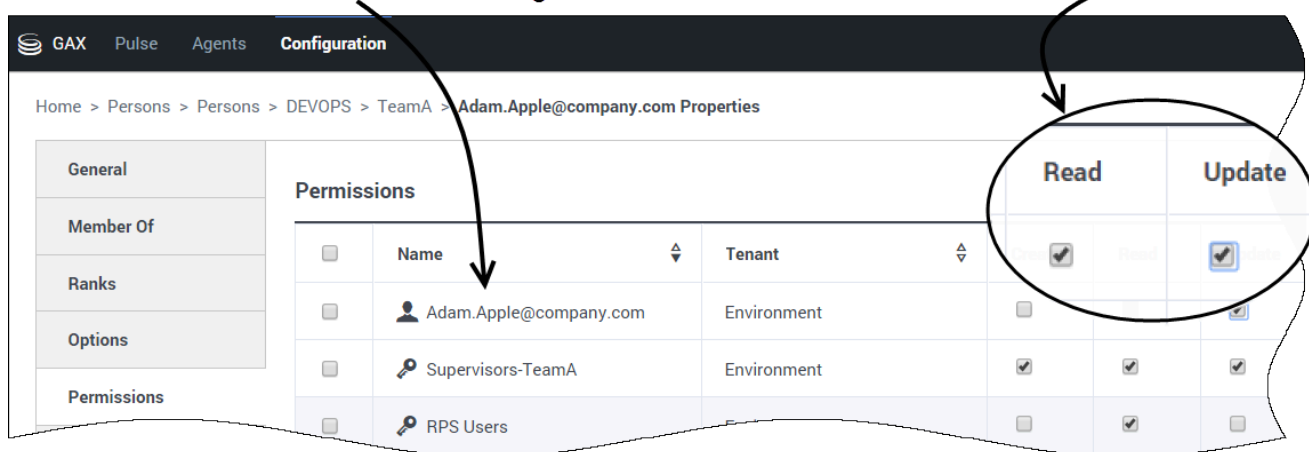 GAX Pulse Agents Configuration
Home > Persons > Persons > DEVOPS > TeamA > Adam.Apple@company.com Properties
General
Member Of
Ranks
Options
Permissions
Permissions
Read Update
Name Tenant
Adam.Apple@company.com Environment
Supervisors-TeamA Environment
RPS Users